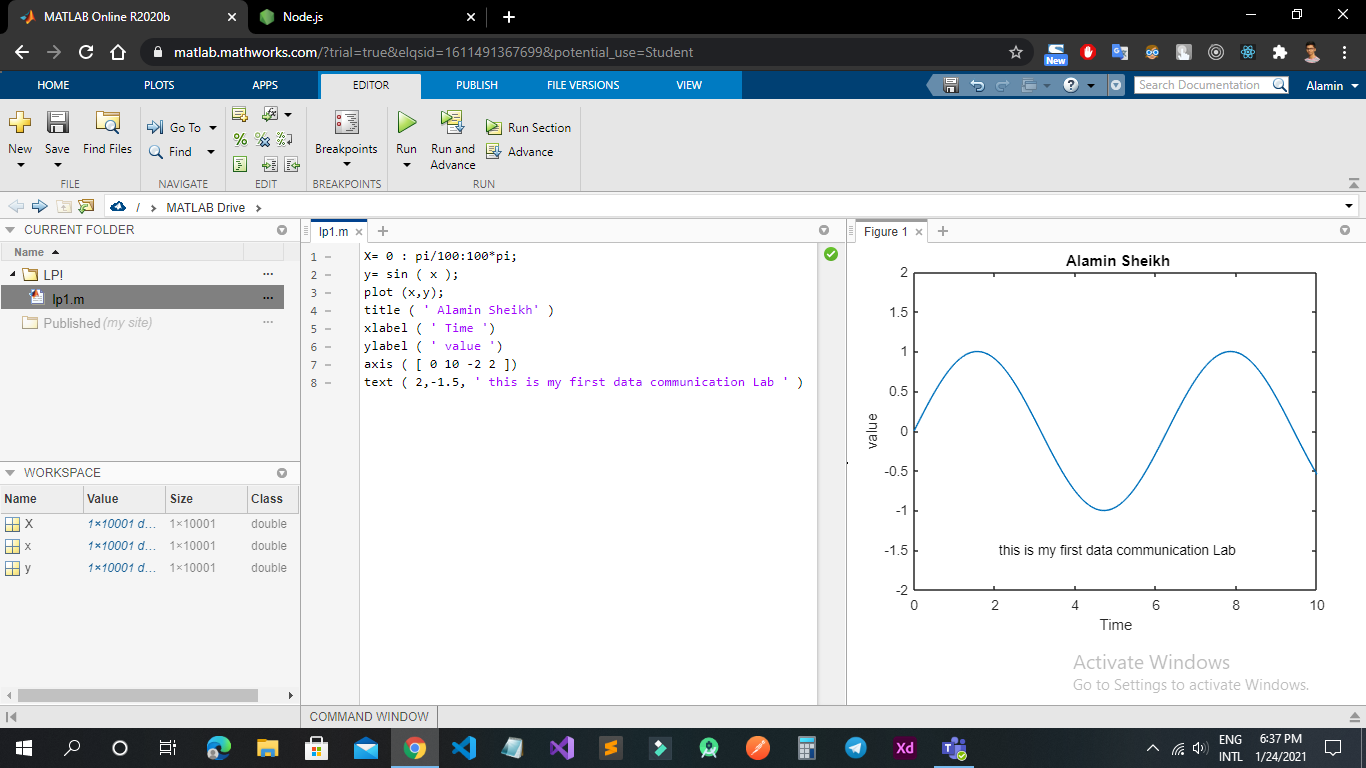 MATLAB Online R2020b
Node.js
matlab.mathworks.com/?trial=true&elqsid=1611491367699&potential_use=Student
New
HOME PLOTS APPS EDITOR PUBLISH FILE VERSIONS VIEW
Search Documentation
Alamin
New Save Find Files
Go To
Find
Breakpoints
Run Run and Advance
Run Section
Advance
FILE NAVIGATE EDIT BREAKPOINTS RUN
/ MATLAB Drive
CURRENT FOLDER
Name
LP!
lp1.m
Published (my site)
WORKSPACE
Name Value Size Class
X 1×10001 d... 1×10001 double
x 1×10001 d... 1×10001 double
y 1×10001 d... 1×10001 double
lp1.m
1 – X= 0 : pi/100:100*pi;
2 – y= sin ( x );
3 – plot (x,y);
4 – title ( ' Alamin Sheikh' )
5 – xlabel ( ' Time ')
6 – ylabel ( ' value ')
7 – axis ( [ 0 10 -2 2 ])
8 – text ( 2,-1.5, ' this is my first data communication Lab ' )
COMMAND WINDOW
Figure 1
Alamin Sheikh
2
1.5
1
0.5
0
-0.5
-1
-1.5
-2
value
this is my first data communication Lab
0 2 4 6 8 10
Time
Activate Windows
Go to Settings to activate Windows.
Xd
ENG
INTL
6:37 PM
1/24/2021